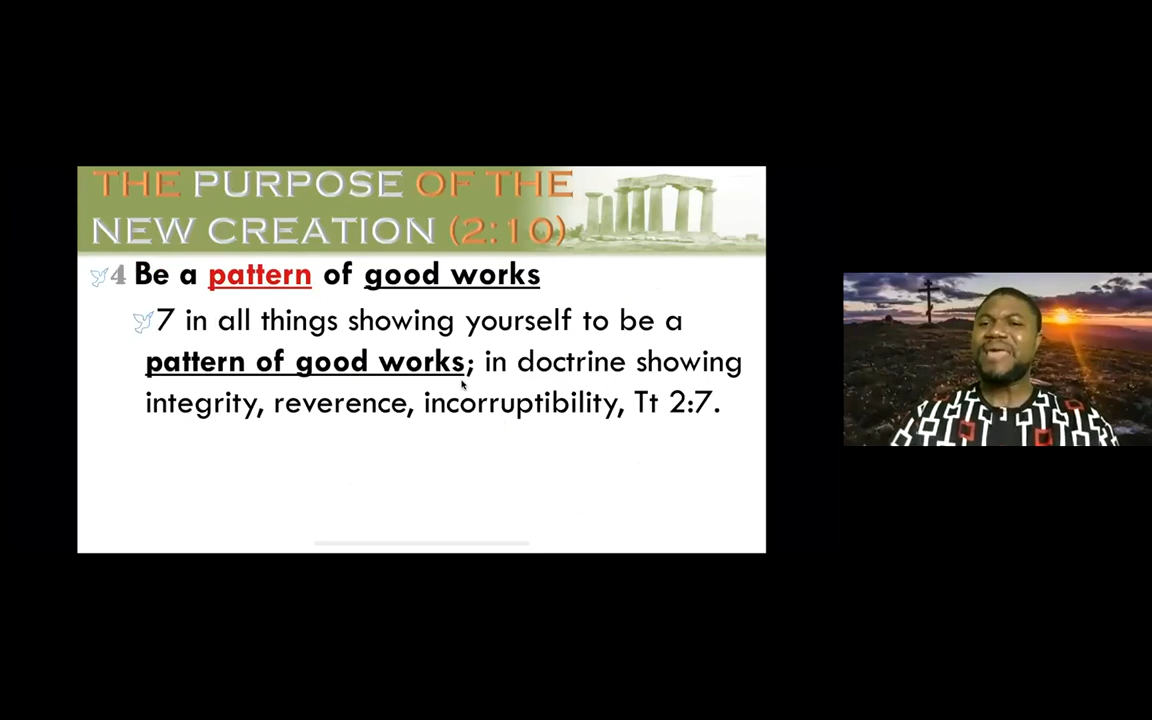 THE PURPOSE OF THE
NEW CREATION (2:10)
4 Be a pattern of good works
7 in all things showing yourself to be a
pattern of good works; in doctrine showing
integrity, reverence, incorruptibility, Tt 2:7.